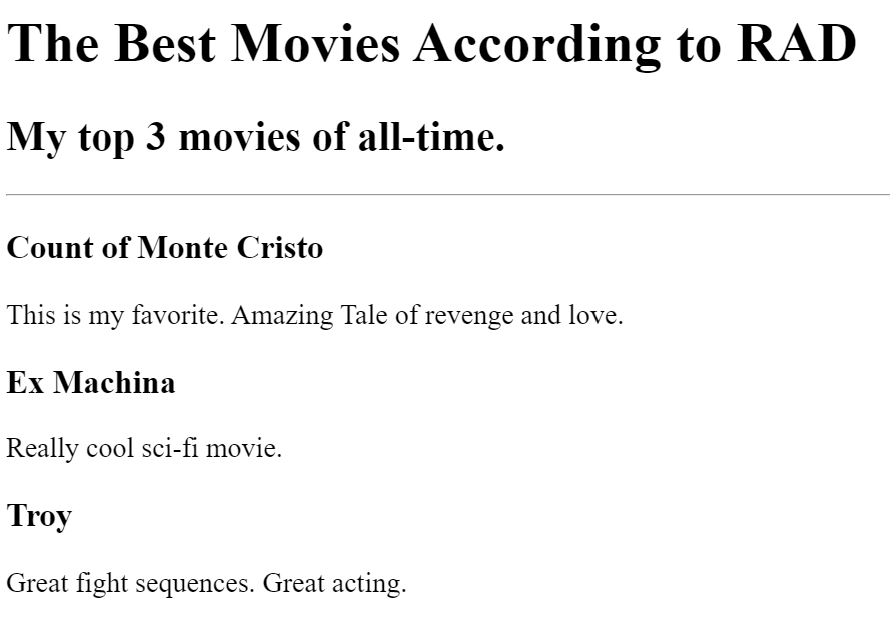 The Best Movies According to RAD
My top 3 movies of all-time.
Count of Monte Cristo
This is my favorite. Amazing Tale of revenge and love.
Ex Machina
Really cool sci-fi movie.
Troy
Great fight sequences. Great acting.